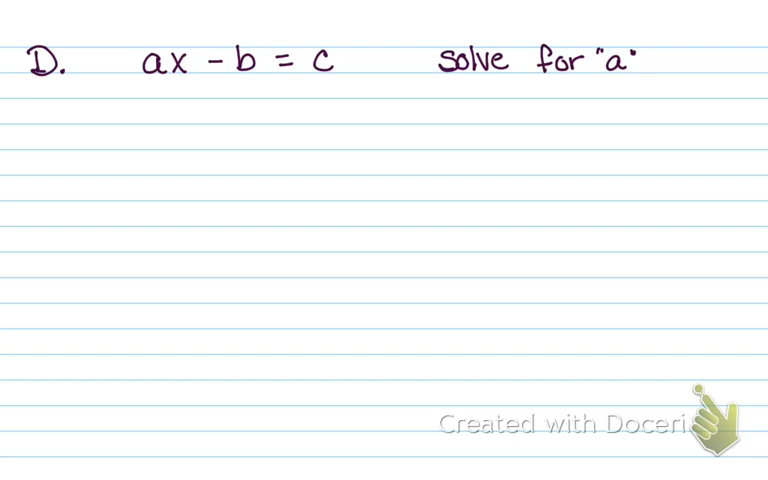 D. ax - b = c solve for "a"
Created with Doceri